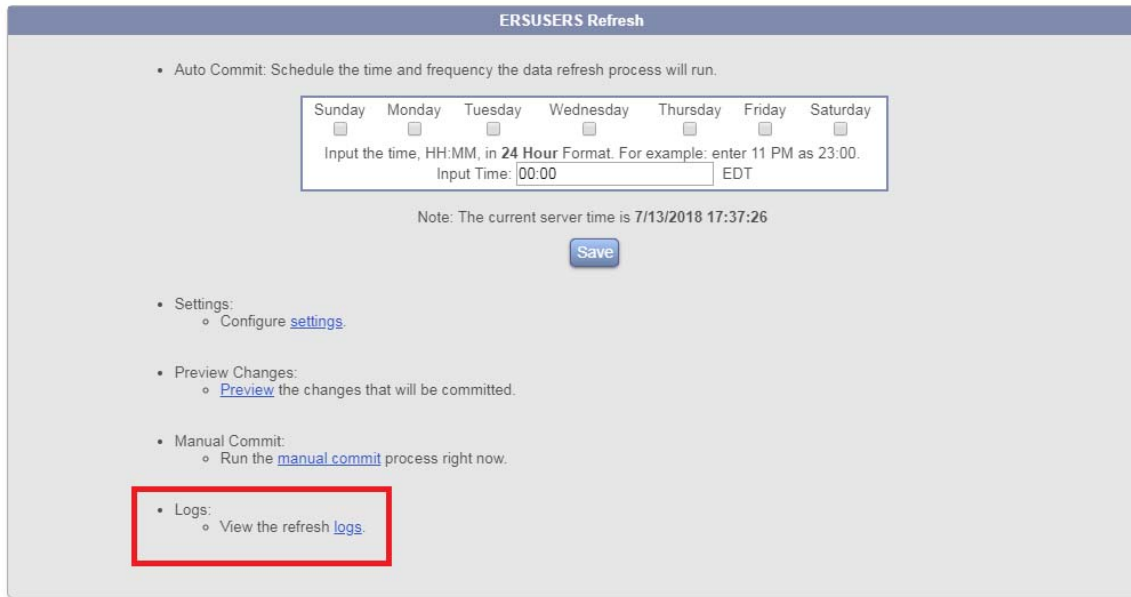 ERSUSERS Refresh
• Auto Commit: Schedule the time and frequency the data refresh process will run.
Sunday Monday Tuesday Wednesday Thursday Friday Saturday
Input the time, HH:MM, in 24 Hour Format. For example: enter 11 PM as 23:00.
Input Time: 00:00 EDT
Note: The current server time is 7/13/2018 17:37:26
Save
• Settings:
○ Configure settings.
• Preview Changes:
○ Preview the changes that will be committed.
• Manual Commit:
○ Run the manual commit process right now.
• Logs:
○ View the refresh logs.